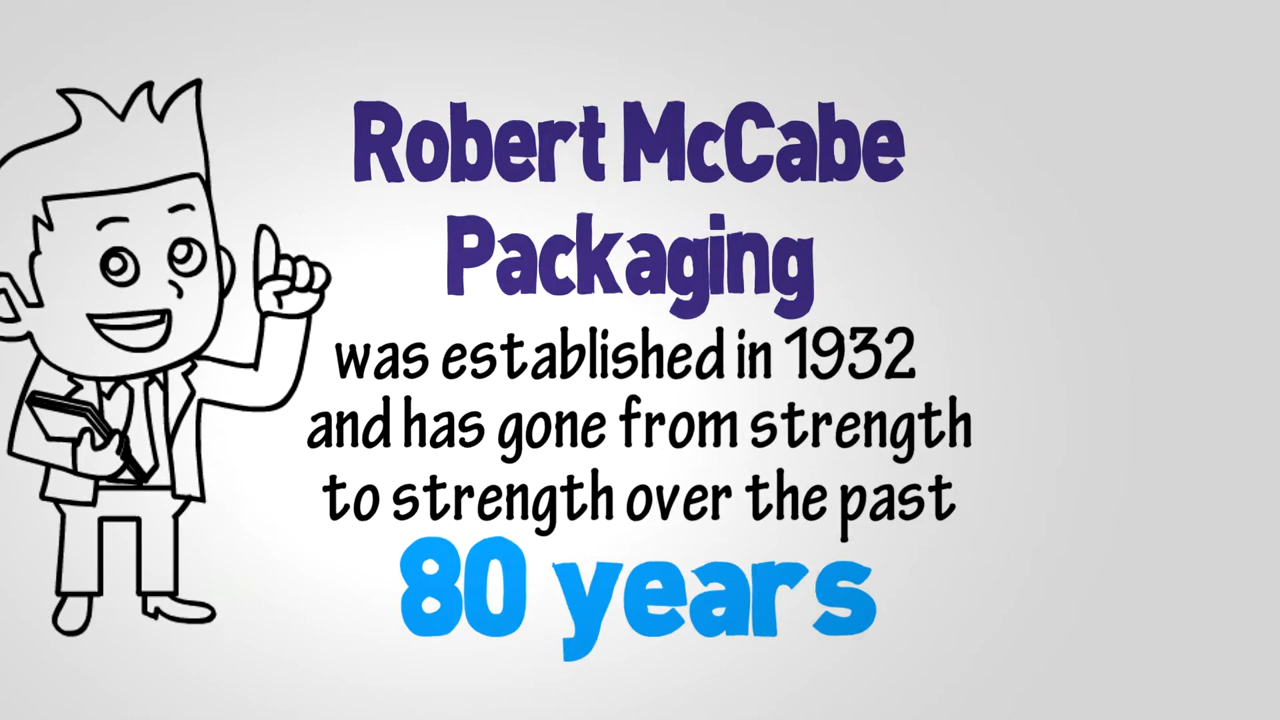 Robert McCabe
Packaging
was established in 1932
and has gone from strength
to strength over the past
80 years